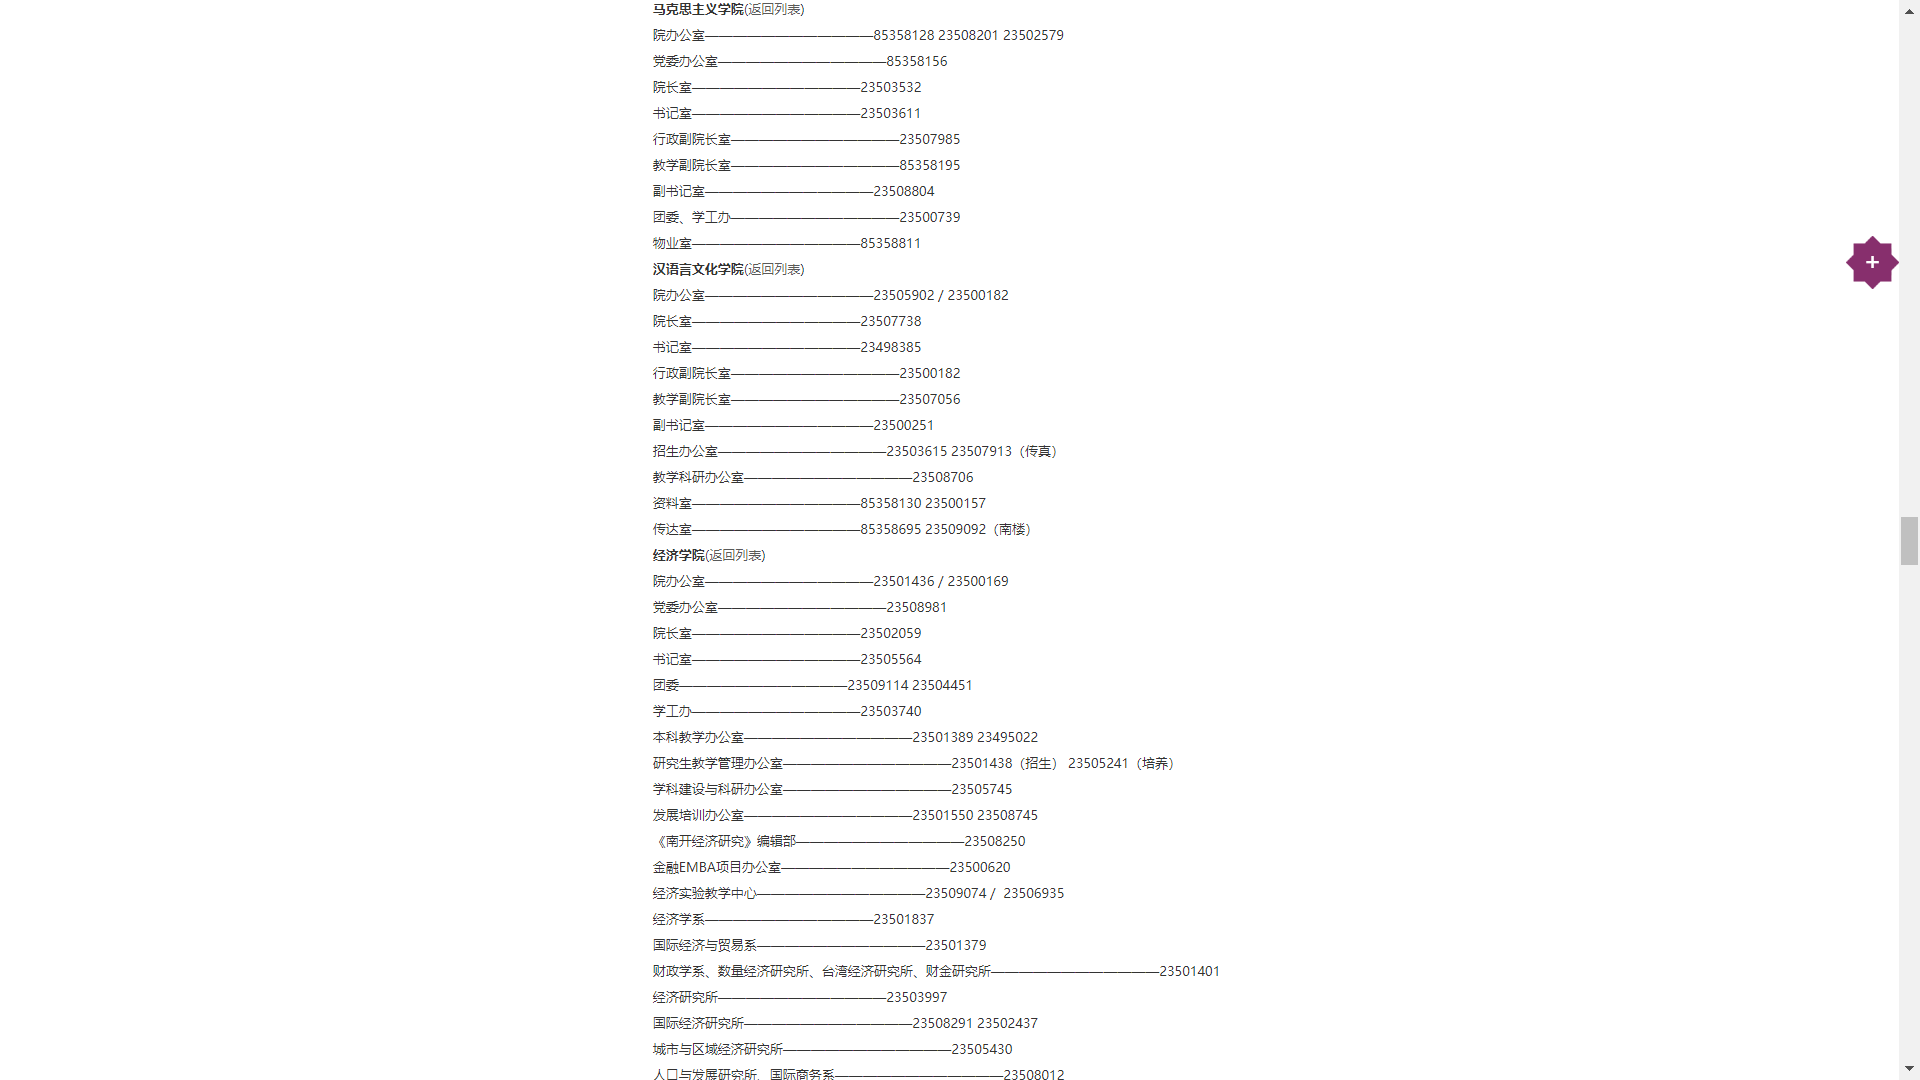 马克思主义学院(返回列表)
院办公室————————————85358128 23508201 23502579
党委办公室————————————85358156
院长室————————————23503532
书记室————————————23503611
行政副院长室————————————23507985
教学副院长室————————————85358195
副书记室————————————23508804
团委、学工办————————————23500739
物业室————————————85358811
汉语言文化学院(返回列表)
院办公室————————————23505902 / 23500182
院长室————————————23507738
书记室————————————23498385
行政副院长室————————————23500182
教学副院长室————————————23507056
副书记室————————————23500251
招生办公室————————————23503615 23507913（传真）
教学科研办公室————————————23508706
资料室————————————85358130 23500157
传达室————————————85358695 23509092（南楼）
经济学院(返回列表)
院办公室————————————23501436 / 23500169
党委办公室————————————23508981
院长室————————————23502059
书记室————————————23505564
团委————————————23509114 23504451
学工办————————————23503740
本科教学办公室————————————23501389 23495022
研究生教学管理办公室————————————23501438（招生） 23505241（培养）
学科建设与科研办公室————————————23505745
发展培训办公室————————————23501550 23508745
《南开经济研究》编辑部————————————23508250
金融EMBA项目办公室————————————23500620
经济实验教学中心————————————23509074 / 23506935
经济学系————————————23501837
国际经济与贸易系————————————23501379
财政学系、数量经济研究所、台湾经济研究所、财金研究所————————————23501401
经济研究所————————————23503997
国际经济研究所————————————23508291 23502437
城市与区域经济研究所————————————23505430
人口与发展研究所、国际商务系————————————23508012
+